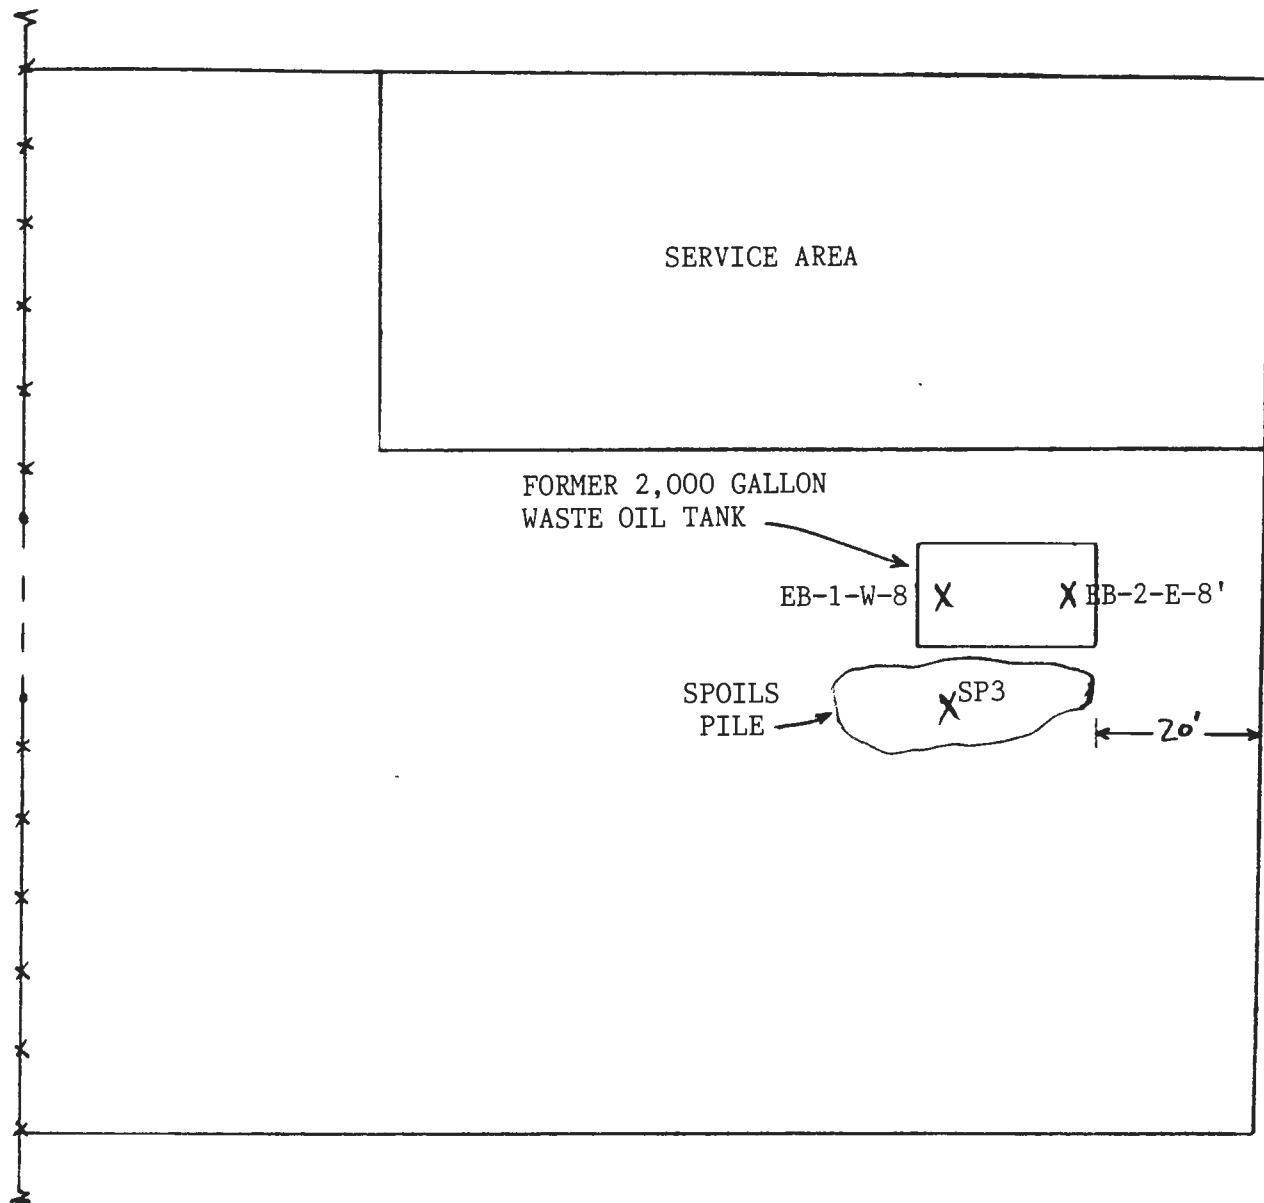 SERVICE AREA
FORMER 2,000 GALLON
WASTE OIL TANK
EB-1-W-8
EB-2-E-8'
SPOILS
PILE
SP3
20'